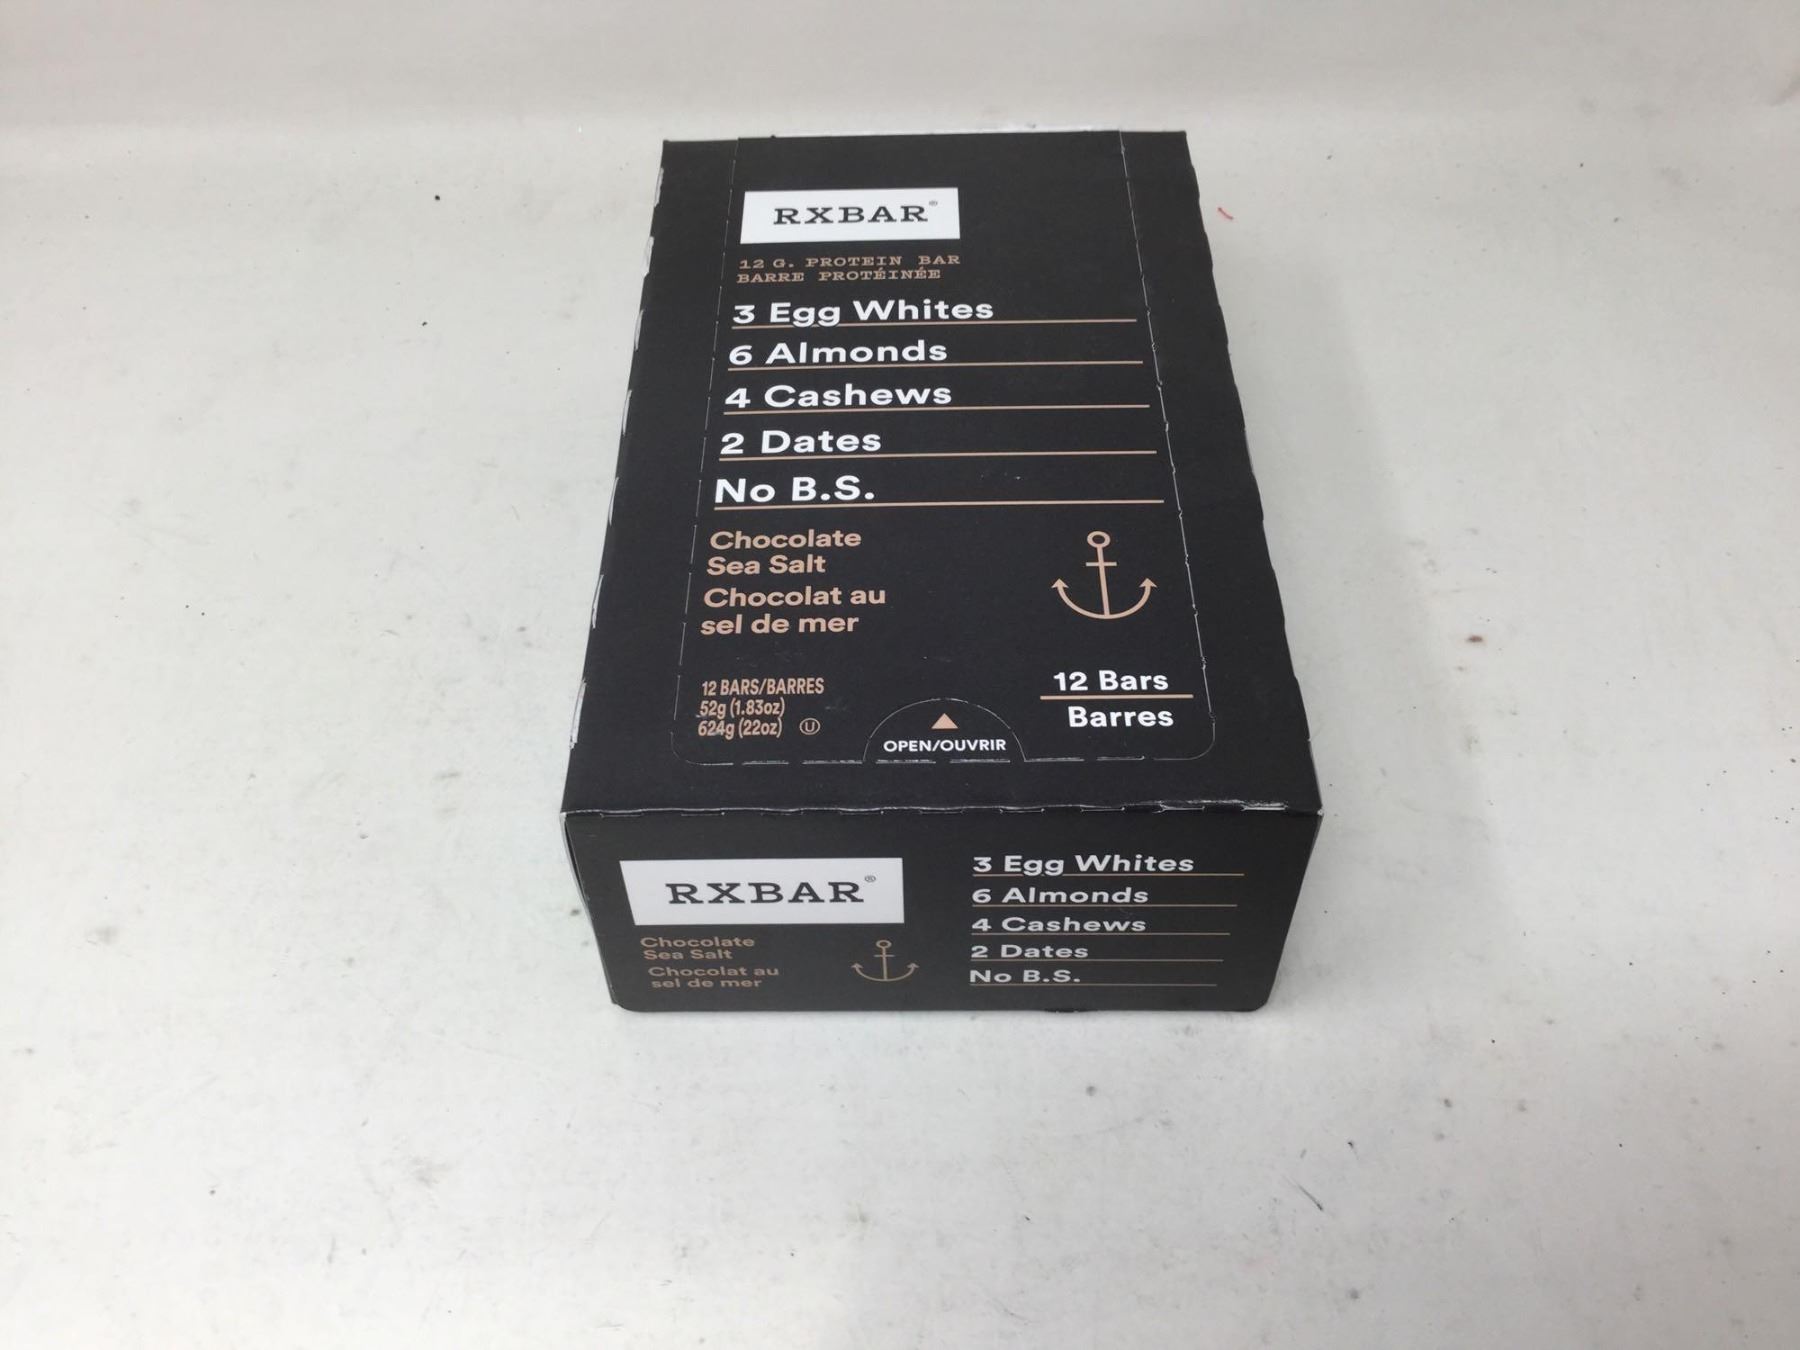 RXBAR®
12 G. PROTEIN BAR
BARRE PROTÉINÉE
3 Egg Whites
6 Almonds
4 Cashews
2 Dates
No B.S.
Chocolate
Sea Salt
Chocolat au
sel de mer
12 BARS/BARRES
52g (1.83oz)
624g (22oz) U
12 Bars
Barres
OPEN/OUVRIR
RXBAR®
Chocolate
Sea Salt
Chocolat au
sel de mer
3 Egg Whites
6 Almonds
4 Cashews
2 Dates
No B.S.